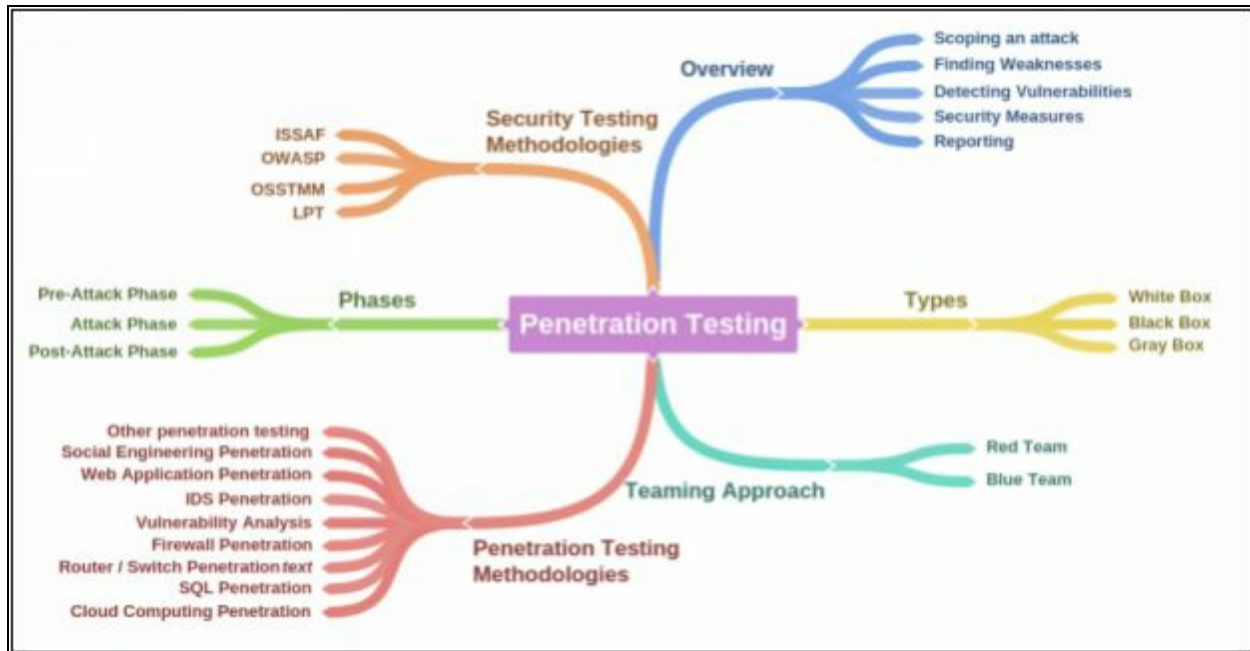 Overview
Scoping an attack
Finding Weaknesses
Detecting Vulnerabilities
Security Measures
Reporting
Security Testing
Methodologies
ISSAF
OWASP
OSSTMM
LPT
Phases
Pre-Attack Phase
Attack Phase
Post-Attack Phase
Penetration Testing
Types
White Box
Black Box
Gray Box
Teaming Approach
Red Team
Blue Team
Penetration Testing
Methodologies
Other penetration testing
Social Engineering Penetration
Web Application Penetration
IDS Penetration
Vulnerability Analysis
Firewall Penetration
Router / Switch Penetrationtext
SQL Penetration
Cloud Computing Penetration